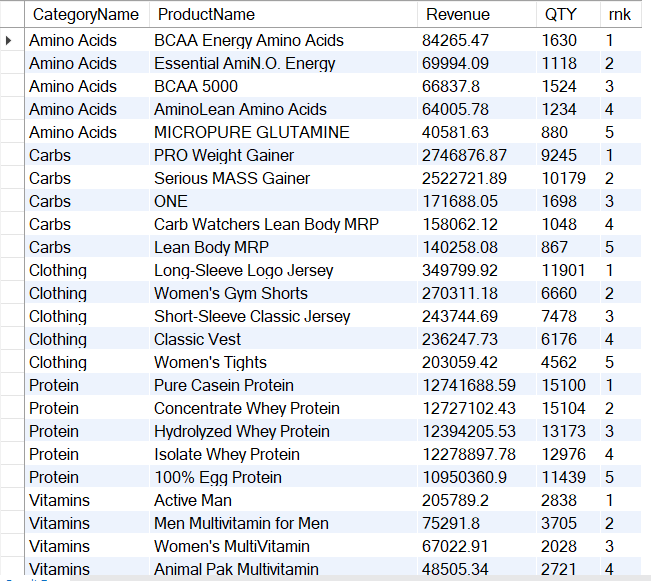 CategoryName ProductName Revenue QTY rnk
Amino Acids BCAA Energy Amino Acids 84265.47 1630 1
Amino Acids Essential AmiN.O. Energy 69994.09 1118 2
Amino Acids BCAA 5000 66837.8 1524 3
Amino Acids AminoLean Amino Acids 64005.78 1234 4
Amino Acids MICROPURE GLUTAMINE 40581.63 880 5
Carbs PRO Weight Gainer 2746876.87 9245 1
Carbs Serious MASS Gainer 2522721.89 10179 2
Carbs ONE 171688.05 1698 3
Carbs Carb Watchers Lean Body MRP 158062.12 1048 4
Carbs Lean Body MRP 140258.08 867 5
Clothing Long-Sleeve Logo Jersey 349799.92 11901 1
Clothing Women's Gym Shorts 270311.18 6660 2
Clothing Short-Sleeve Classic Jersey 243744.69 7478 3
Clothing Classic Vest 236247.73 6176 4
Clothing Women's Tights 203059.42 4562 5
Protein Pure Casein Protein 12741688.59 15100 1
Protein Concentrate Whey Protein 12727102.43 15104 2
Protein Hydrolyzed Whey Protein 12394205.53 13173 3
Protein Isolate Whey Protein 12278897.78 12976 4
Protein 100% Egg Protein 10950360.9 11439 5
Vitamins Active Man 205789.2 2838 1
Vitamins Men Multivitamin for Men 75291.8 3705 2
Vitamins Women's MultiVitamin 67022.91 2028 3
Vitamins Animal Pak Multivitamin 48505.34 2721 4